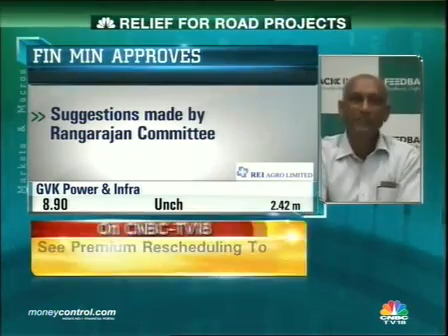 RELIEF FOR ROAD PROJECTS
FIN MIN APPROVES
Suggestions made by
Rangarajan Committee
REI AGRO LIMITED
GVK Power & Infra
8.90 Unch 2.42 m
On CNBC-TV18
See Premium Rescheduling To
Markets & Macros
FEEDBACK
FEEDBA
moneycontrol.com
CNBC
TV18